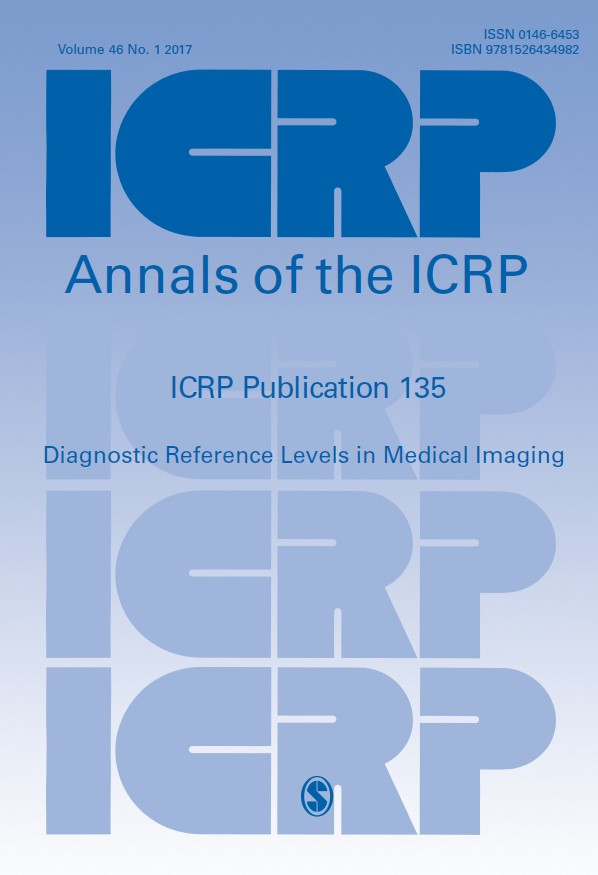 ISSN 0146-6453
Volume 46 No. 1 2017
ISBN 9781526434982
ICRP
Annals of the ICRP
ICRP
ICRP Publication 135
Diagnostic Reference Levels in Medical Imaging
ICRP
ICRP
S